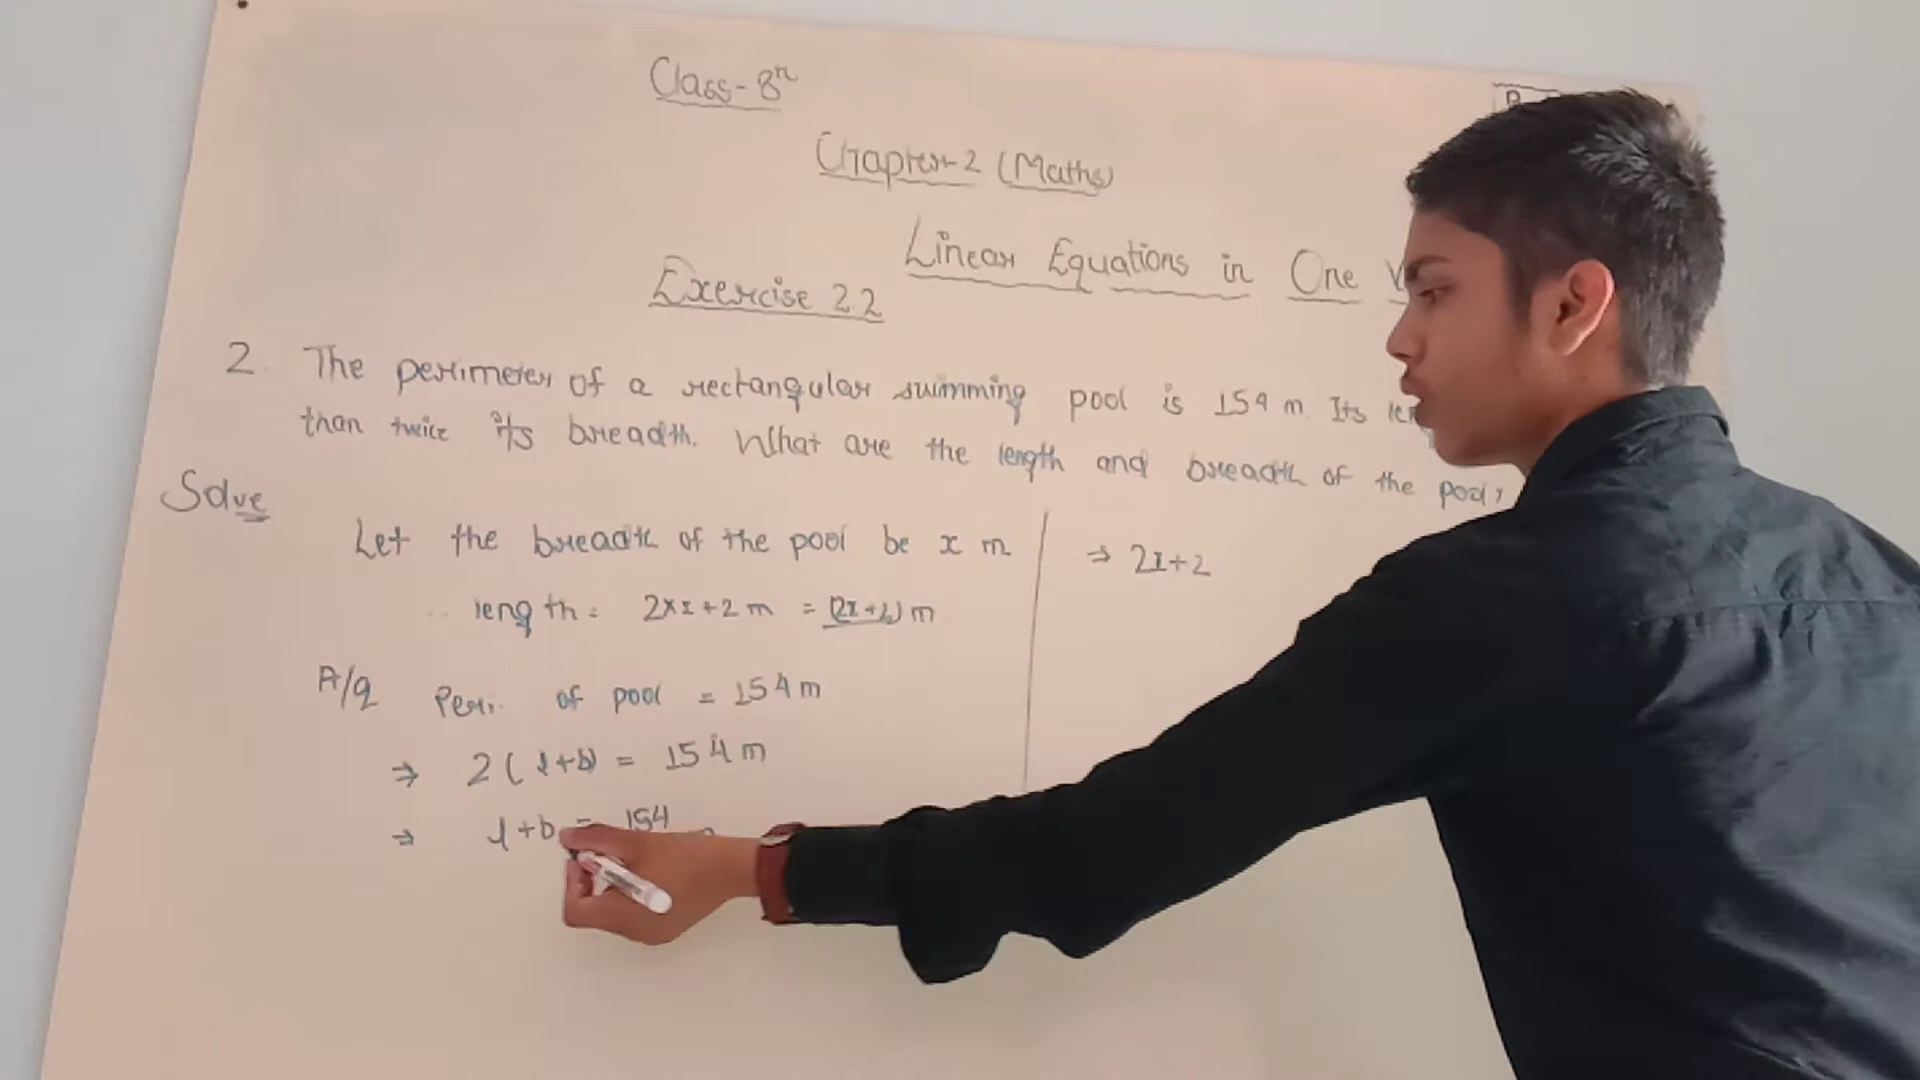 Class-8th
Chapter-2 (Maths)
Linear Equations in One
Exercise 2.2
2. The perimeter of a rectangular swimming pool is 154 m. Its
than twice its breadth. What are the length and breadth of the pool?
Solve
Let the breadth of the pool be x m
length = 2×x+2 m = (2x+2) m
A/q Peri. of pool = 154 m
⇒ 2(l+b) = 154 m
⇒ l+b = 154
⇒ 2x+2